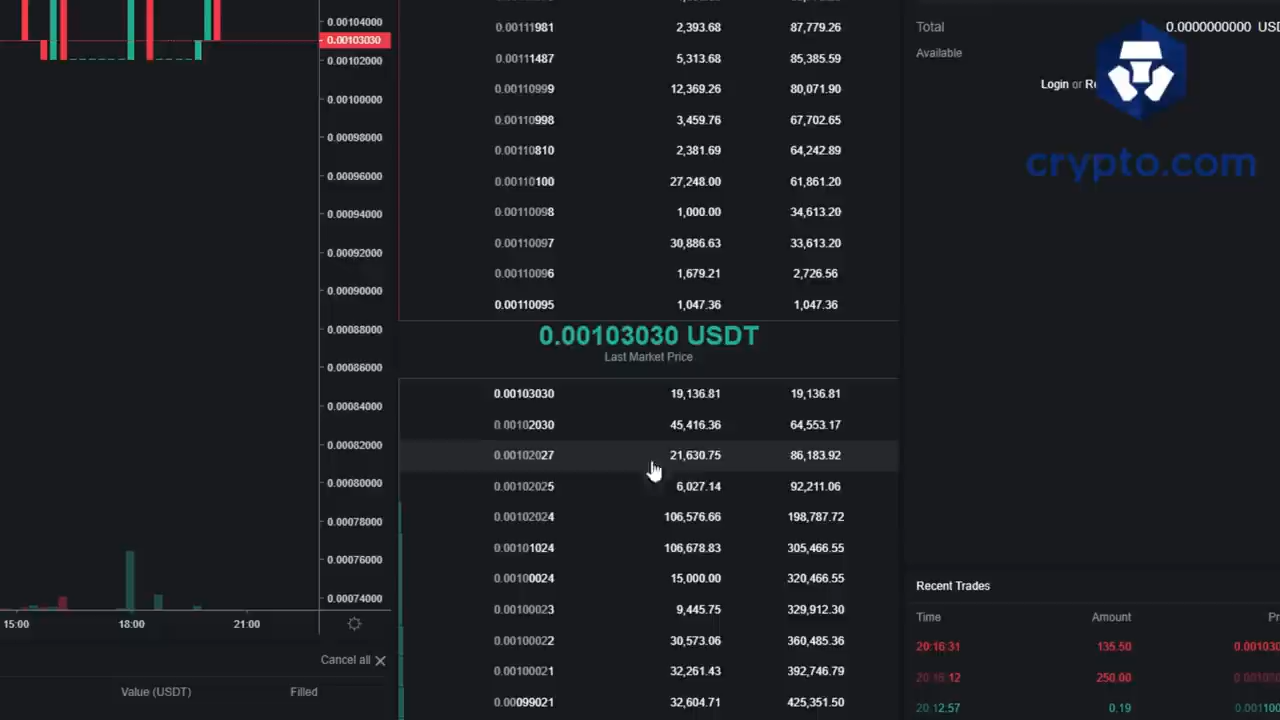 0.00104000
0.00103030
0.00102000
0.00100000
0.00098000
0.00096000
0.00094000
0.00092000
0.00090000
0.00088000
0.00086000
0.00084000
0.00082000
0.00080000
0.00078000
0.00076000
0.00074000
15:00 18:00 21:00
Cancel all
Value (USDT) Filled
0.00111981 2,393.68 87,779.26
0.00111487 5,313.68 85,385.59
0.00110999 12,369.26 80,071.90
0.00110998 3,459.76 67,702.65
0.00110810 2,381.69 64,242.89
0.00110100 27,248.00 61,861.20
0.00110098 1,000.00 34,613.20
0.00110097 30,886.63 33,613.20
0.00110096 1,679.21 2,726.56
0.00110095 1,047.36 1,047.36
0.00103030 USDT
Last Market Price
0.00103030 19,136.81 19,136.81
0.00102030 45,416.36 64,553.17
0.00102027 21,630.75 86,183.92
0.00102025 6,027.14 92,211.06
0.00102024 106,576.66 198,787.72
0.00101024 106,678.83 305,466.55
0.00100024 15,000.00 320,466.55
0.00100023 9,445.75 329,912.30
0.00100022 30,573.06 360,485.36
0.00100021 32,261.43 392,746.79
0.00099021 32,604.71 425,351.50
Total 0.0000000000
Available
Login or
crypto.com
Recent Trades
Time Amount
20:16:31 135.50
250.00
20:12:57 0.19